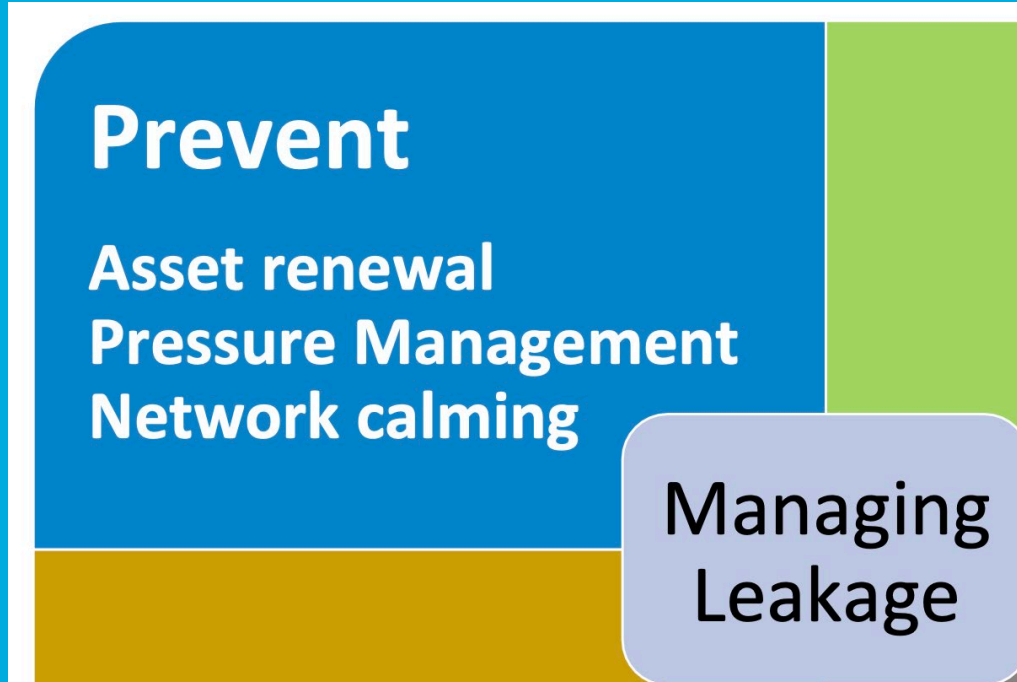 Prevent
Asset renewal
Pressure Management
Network calming
Managing
Leakage